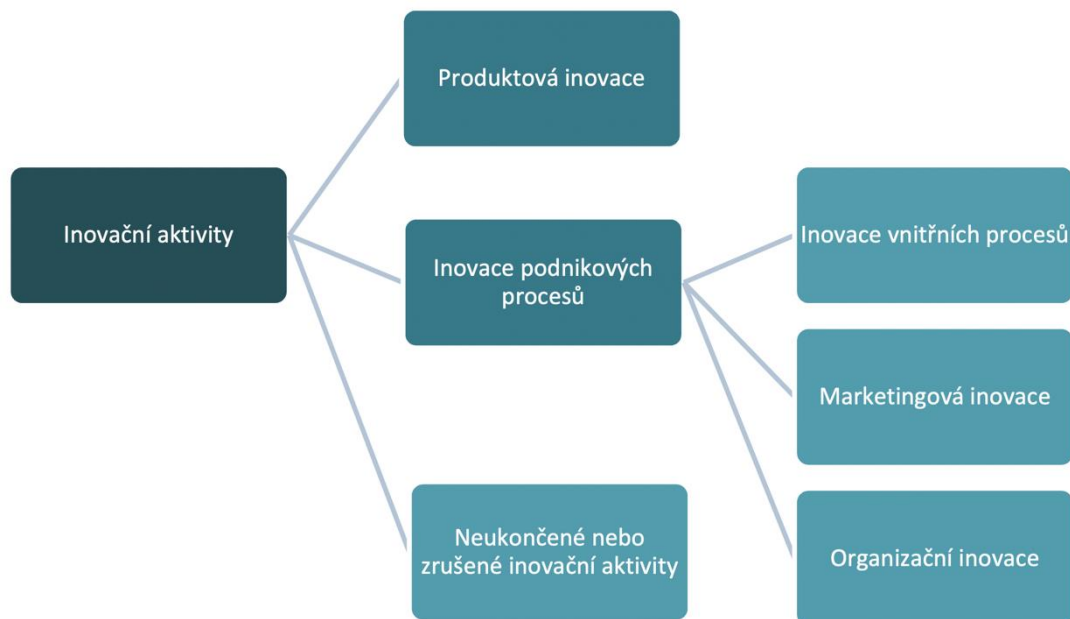 Produktová inovace
Inovační aktivity
Inovace podnikových
procesů
Inovace vnitřních procesů
Marketingová inovace
Neukončené nebo
zrušené inovační aktivity
Organizační inovace